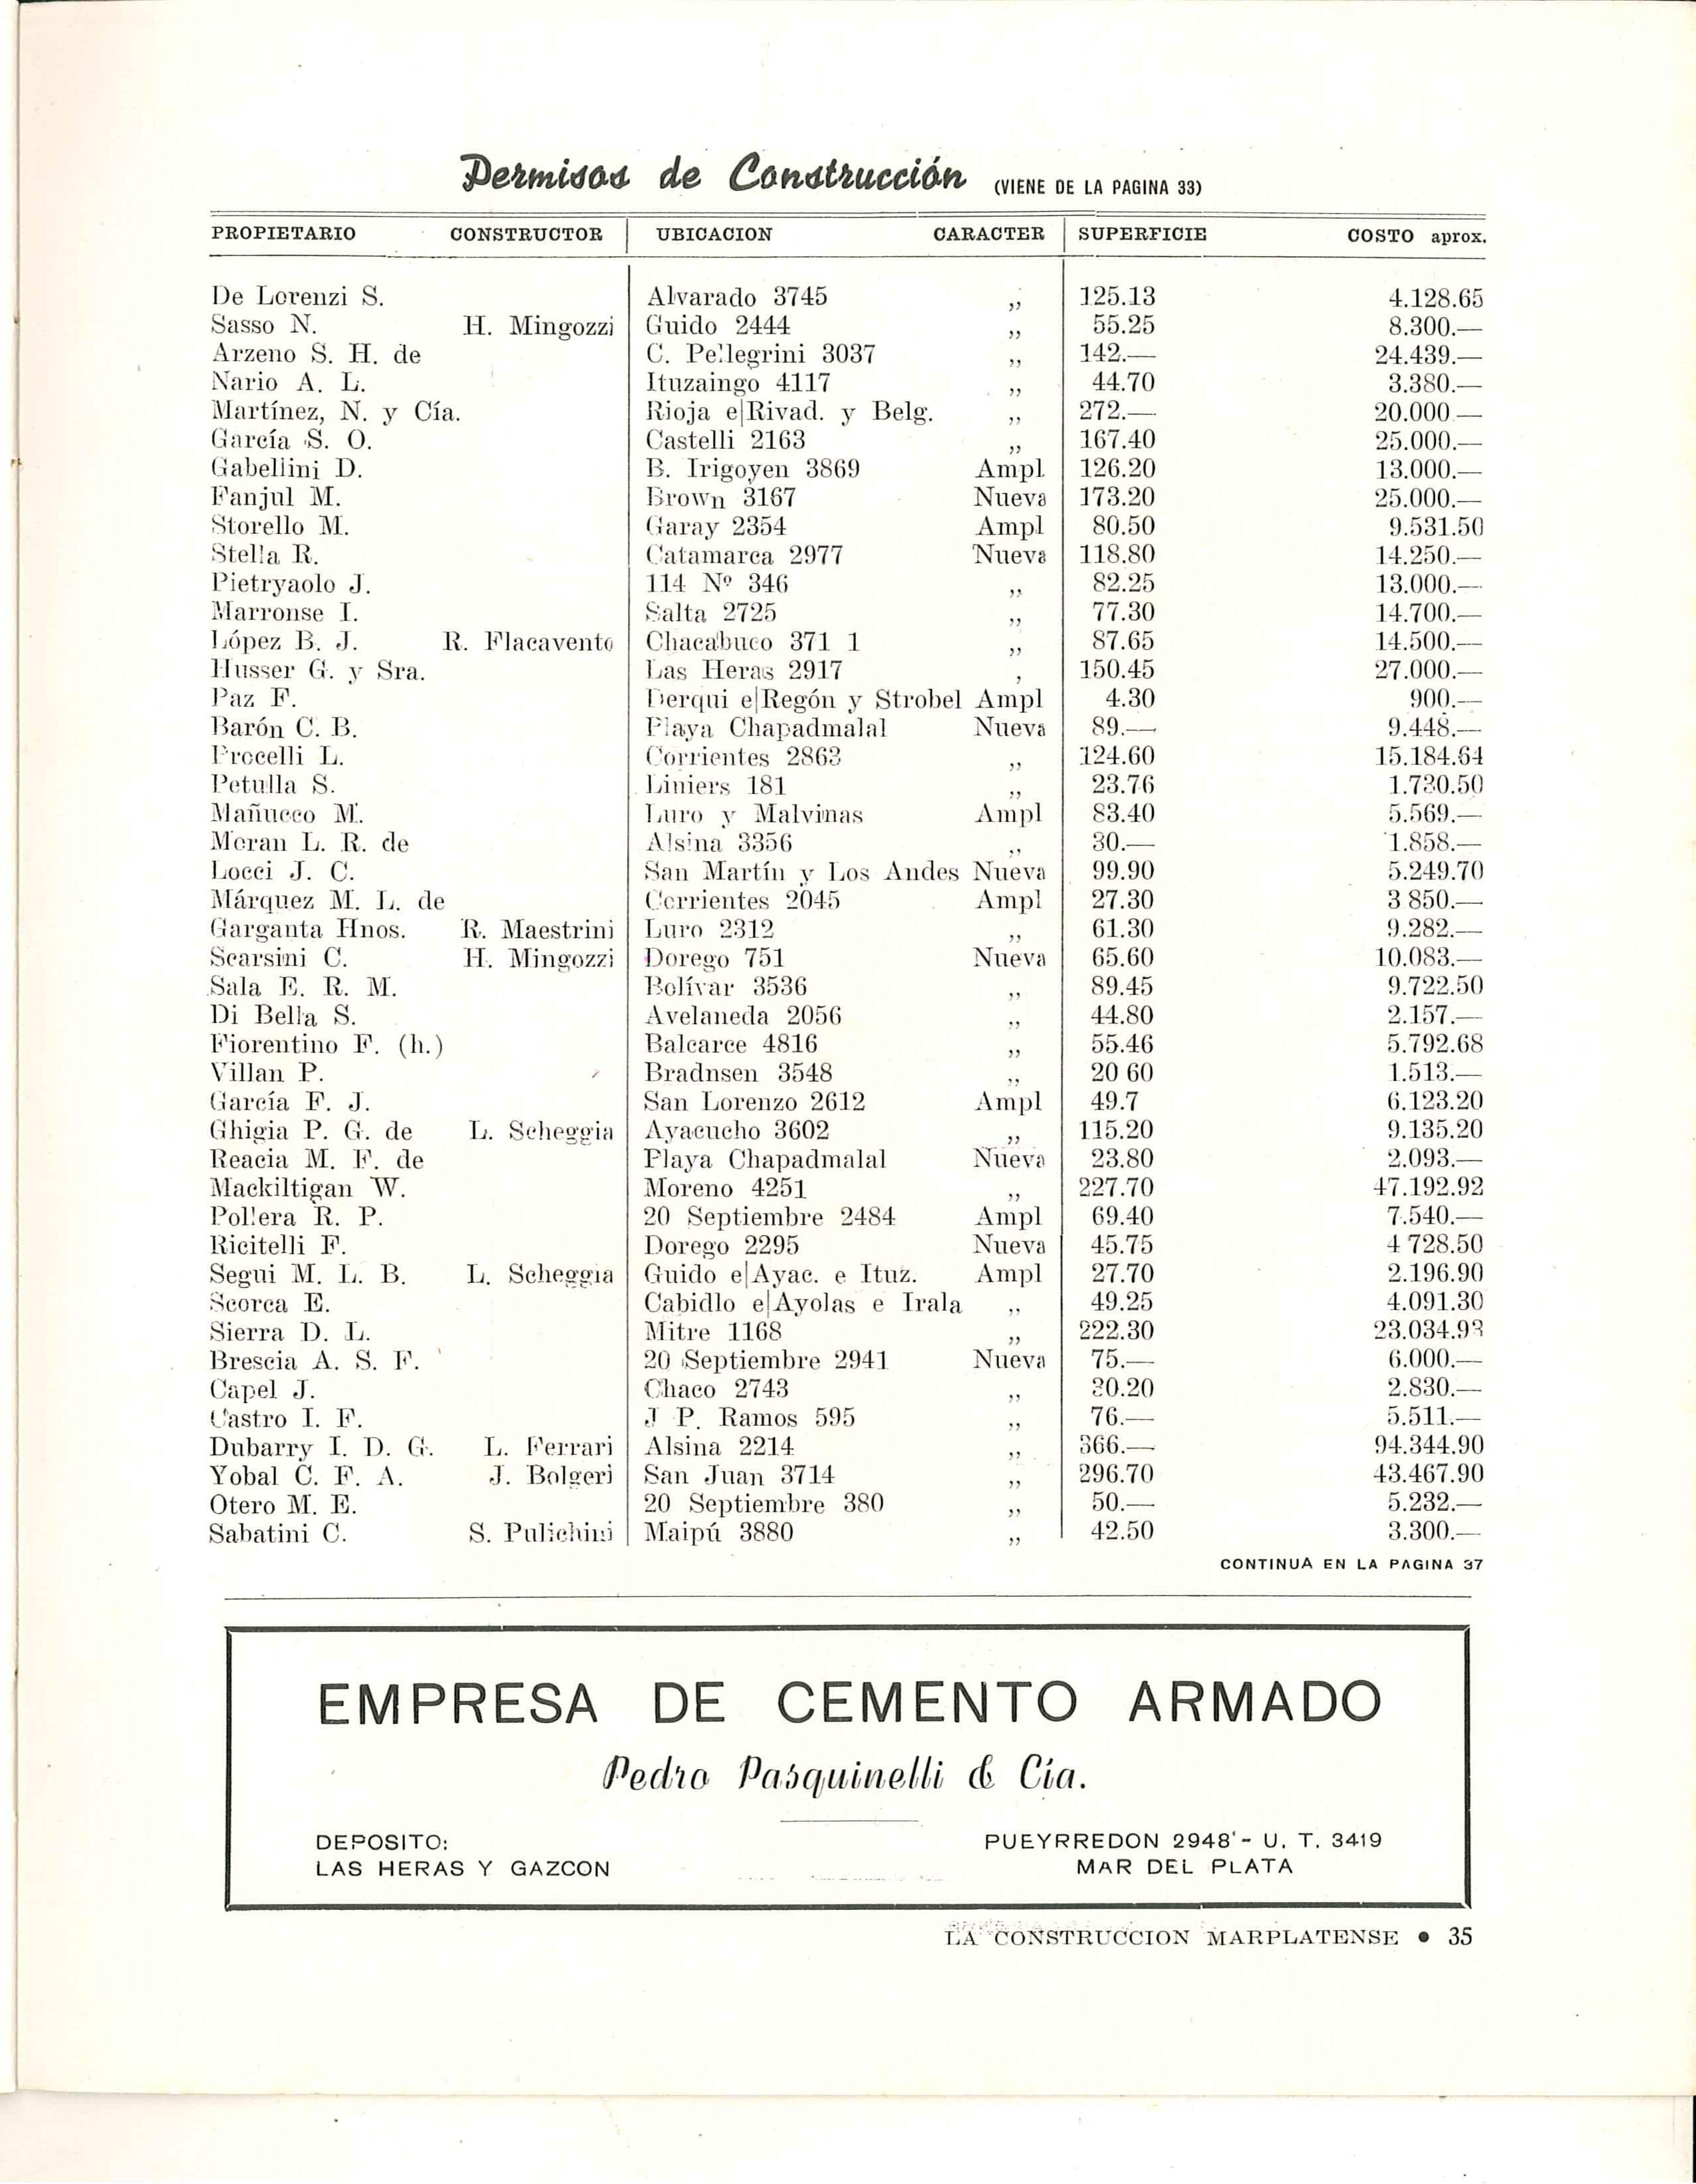 Permisos de Construcción (VIENE DE LA PAGINA 33)
PROPIETARIO CONSTRUCTOR UBICACION CARACTER SUPERFICIE COSTO aprox.
De Lorenzi S. Alvarado 3745 ,, 125.13 4.128.65
Sasso N. H. Mingozzi Guido 2444 ,, 55.25 8.300.—
Arzeno S. H. de C. Pellegrini 3037 ,, 142.— 24.439.—
Nario A. L. Ituzaingo 4117 ,, 44.70 3.380.—
Martínez, N. y Cía. Rioja e|Rivad. y Belg. ,, 272.— 20.000.—
García S. O. Castelli 2163 ,, 167.40 25.000.—
Gabellini D. B. Irigoyen 3869 Ampl. 126.20 13.000.—
Fanjul M. Brown 3167 Nueva 173.20 25.000.—
Storello M. Garay 2354 Ampl 80.50 9.531.50
Stella R. Catamarca 2977 Nueva 118.80 14.250.—
Pietryaolo J. 114 Nº 346 ,, 82.25 13.000.—
Marronse I. Salta 2725 ,, 77.30 14.700.—
López B. J. R. Flacavento Chacabuco 371 1 ,, 87.65 14.500.—
Husser G. y Sra. Las Heras 2917 , 150.45 27.000.—
Paz F. Derqui e|Regón y Strobel Ampl 4.30 900.—
Barón C. B. Playa Chapadmalal Nueva 89.— 9.448.—
Procelli L. Corrientes 2863 ,, 124.60 15.184.64
Petulla S. Liniers 181 ,, 23.76 1.730.50
Mañucco M. Luro y Malvinas Ampl 83.40 5.569.—
Moran L. R. de Alsina 3356 ,, 30.— 1.858.—
Locci J. C. San Martín y Los Andes Nueva 99.90 5.249.70
Márquez M. L. de Corrientes 2045 Ampl 27.30 3 850.—
Garganta Hnos. R. Maestrini Luro 2312 ,, 61.30 9.282.—
Scarsini C. H. Mingozzi Dorego 751 Nueva 65.60 10.083.—
Sala E. R. M. Bolívar 3536 ,, 89.45 9.722.50
Di Bella S. Avelaneda 2056 ,, 44.80 2.157.—
Fiorentino F. (h.) Balcarce 4816 ,, 55.46 5.792.68
Villan P. Bradnsen 3548 ,, 20 60 1.513.—
García F. J. San Lorenzo 2612 Ampl 49.7 6.123.20
Ghigia P. G. de L. Scheggia Ayacucho 3602 ,, 115.20 9.135.20
Reacia M. F. de Playa Chapadmalal Nueva 23.80 2.093.—
Mackiltigan W. Moreno 4251 ,, 227.70 47.192.92
Pollera R. P. 20 Septiembre 2484 Ampl 69.40 7.540.—
Ricitelli F. Dorego 2295 Nueva 45.75 4 728.50
Segui M. L. B. L. Scheggia Guido e|Ayac. e Ituz. Ampl 27.70 2.196.90
Scorca E. Cabidlo e|Ayolas e Irala ,, 49.25 4.091.30
Sierra D. L. Mitre 1168 ,, 222.30 23.034.93
Brescia A. S. F. 20 Septiembre 2941 Nueva 75.— 6.000.—
Capel J. Chaco 2743 ,, 30.20 2.830.—
Castro I. F. J P. Ramos 595 ,, 76.— 5.511.—
Dubarry I. D. G. L. Ferrari Alsina 2214 ,, 366.— 94.344.90
Yobal C. F. A. J. Bolgeri San Juan 3714 ,, 296.70 43.467.90
Otero M. E. 20 Septiembre 380 ,, 50.— 5.232.—
Sabatini C. S. Pulichini Maipú 3880 ,, 42.50 3.300.—
CONTINUA EN LA PAGINA 37
EMPRESA DE CEMENTO ARMADO
Pedro Pasquinelli & Cía.
DEPOSITO: PUEYRREDON 2948 - U. T. 3419
LAS HERAS Y GAZCON MAR DEL PLATA
LA CONSTRUCCION MARPLATENSE • 35